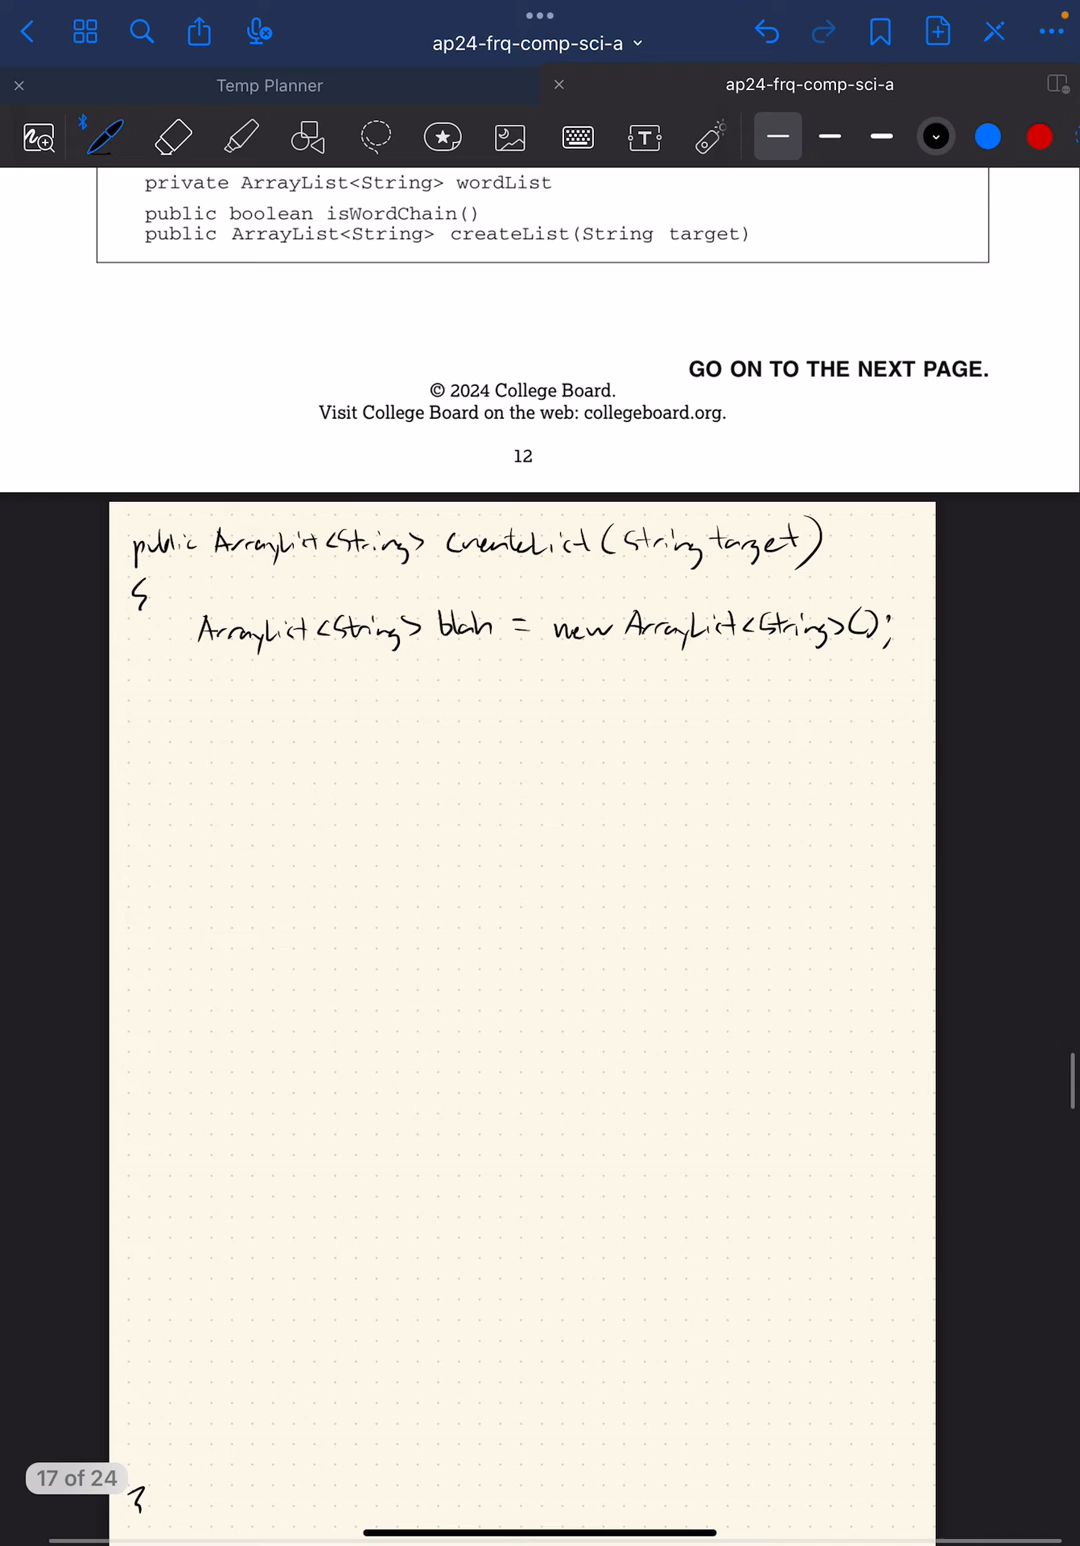 ap24-frq-comp-sci-a
Temp Planner
ap24-frq-comp-sci-a
T
private ArrayList<String> wordList
public boolean isWordChain()
public ArrayList<String> createList(String target)
GO ON TO THE NEXT PAGE.
© 2024 College Board.
Visit College Board on the web: collegeboard.org.
12
public ArrayList<String> createList(String target)
{
ArrayList<String> blah = new ArrayList<String>();
17 of 24
}